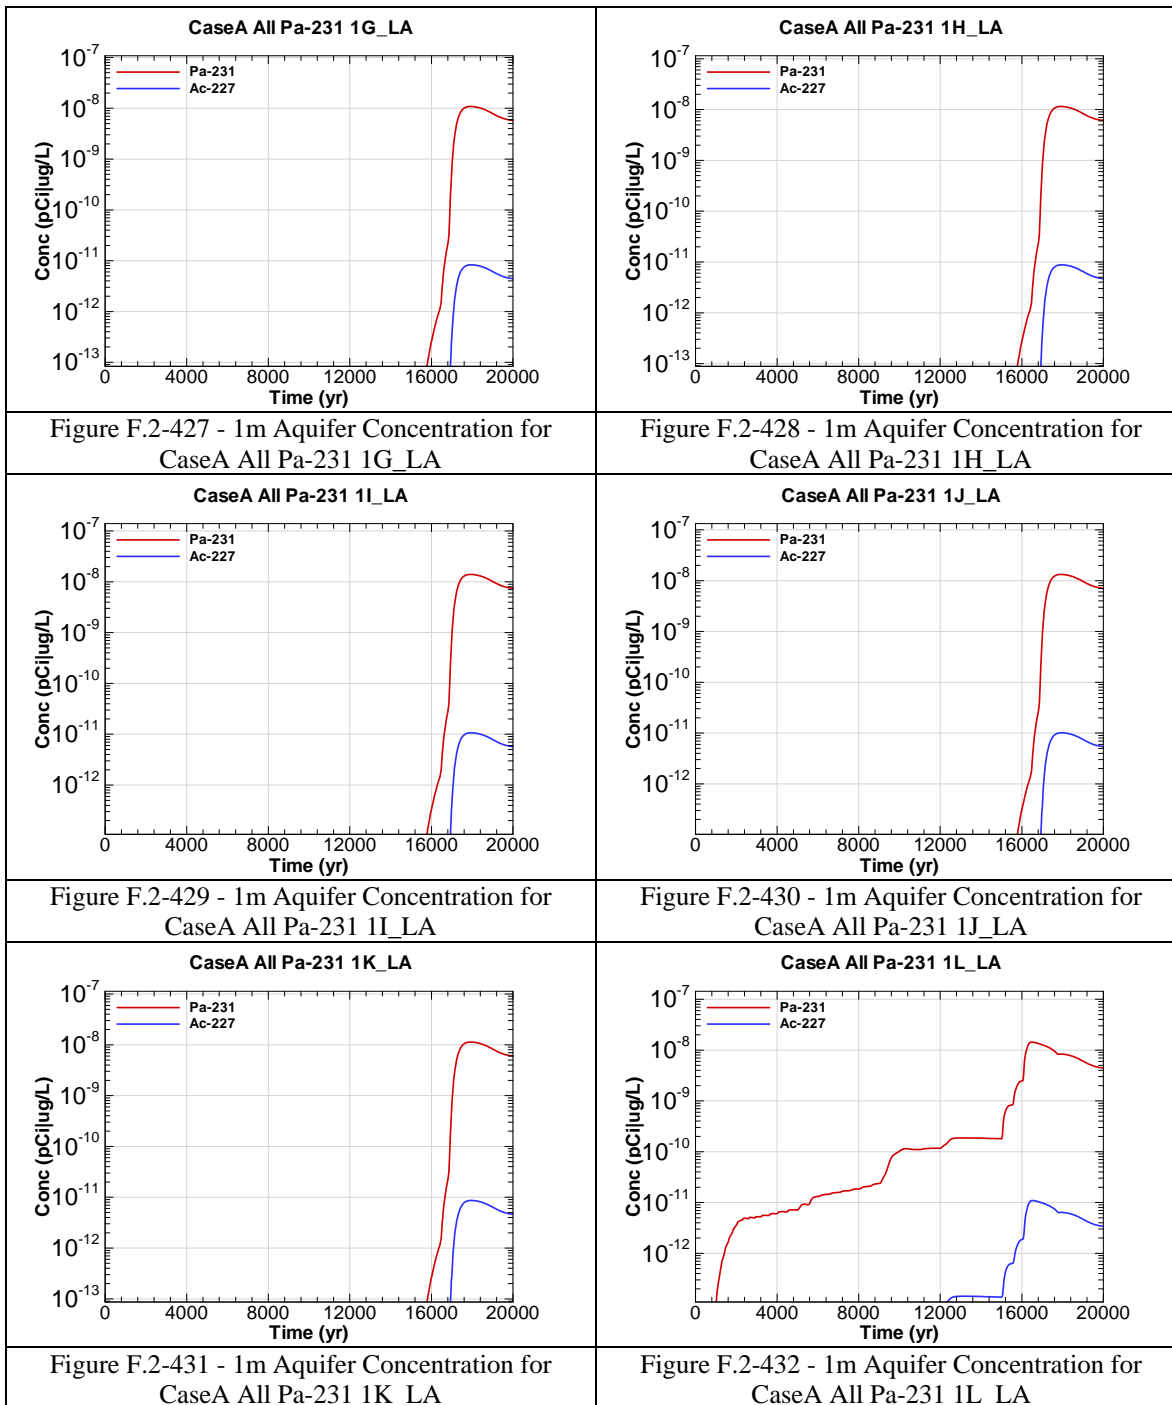 CaseA All Pa-231 1G_LA
Pa-231
Ac-227
Conc (pCi|ug/L)
10-7
10-8
10-9
10-10
10-11
10-12
10-13
0 4000 8000 12000 16000 20000
Time (yr)
Figure F.2-427 - 1m Aquifer Concentration for
CaseA All Pa-231 1G_LA
CaseA All Pa-231 1H_LA
Pa-231
Ac-227
Conc (pCi|ug/L)
10-7
10-8
10-9
10-10
10-11
10-12
10-13
0 4000 8000 12000 16000 20000
Time (yr)
Figure F.2-428 - 1m Aquifer Concentration for
CaseA All Pa-231 1H_LA
CaseA All Pa-231 1I_LA
Pa-231
Ac-227
Conc (pCi|ug/L)
10-7
10-8
10-9
10-10
10-11
10-12
0 4000 8000 12000 16000 20000
Time (yr)
Figure F.2-429 - 1m Aquifer Concentration for
CaseA All Pa-231 1I_LA
CaseA All Pa-231 1J_LA
Pa-231
Ac-227
Conc (pCi|ug/L)
10-7
10-8
10-9
10-10
10-11
10-12
0 4000 8000 12000 16000 20000
Time (yr)
Figure F.2-430 - 1m Aquifer Concentration for
CaseA All Pa-231 1J_LA
CaseA All Pa-231 1K_LA
Pa-231
Ac-227
Conc (pCi|ug/L)
10-7
10-8
10-9
10-10
10-11
10-12
10-13
0 4000 8000 12000 16000 20000
Time (yr)
Figure F.2-431 - 1m Aquifer Concentration for
CaseA All Pa-231 1K_LA
CaseA All Pa-231 1L_LA
Pa-231
Ac-227
Conc (pCi|ug/L)
10-7
10-8
10-9
10-10
10-11
10-12
0 4000 8000 12000 16000 20000
Time (yr)
Figure F.2-432 - 1m Aquifer Concentration for
CaseA All Pa-231 1L_LA